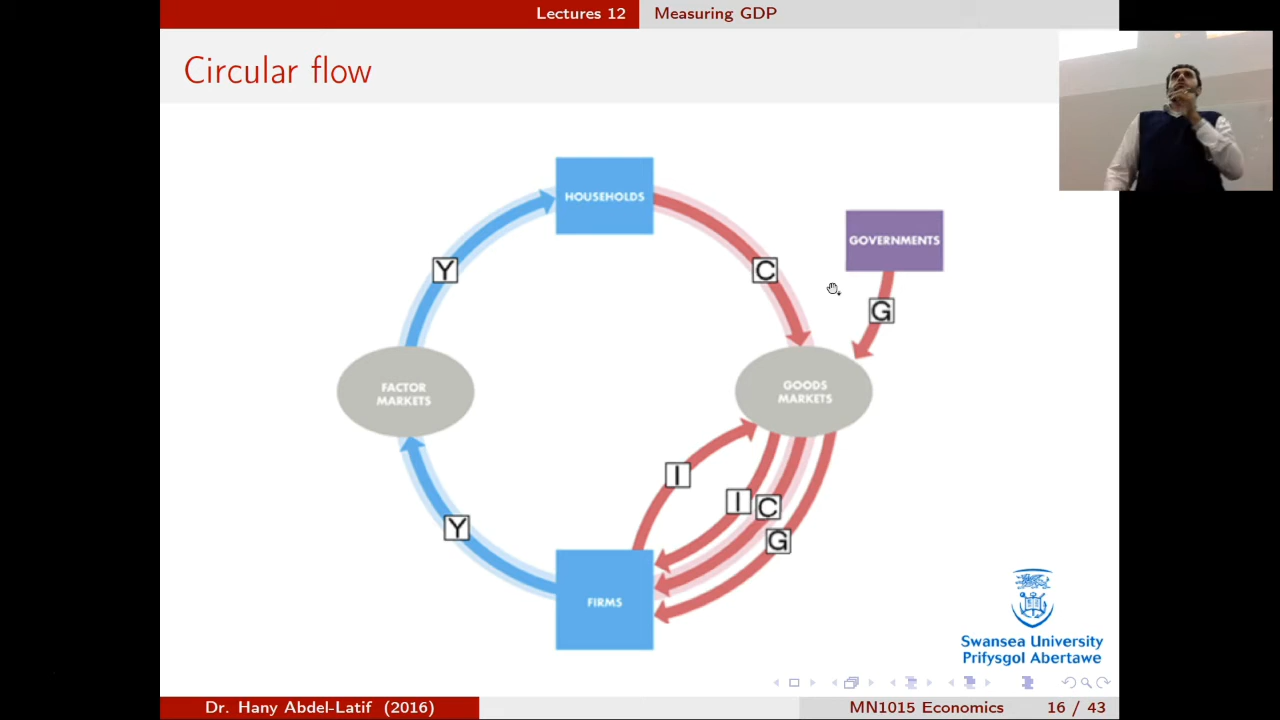 Lectures 12 Measuring GDP
Circular flow
HOUSEHOLDS
GOVERNMENTS
Y
C
G
FACTOR
MARKETS
GOODS
MARKETS
I
I
C
Y
G
FIRMS
Swansea University
Prifysgol Abertawe
Dr. Hany Abdel-Latif (2016) MN1015 Economics 16 / 43